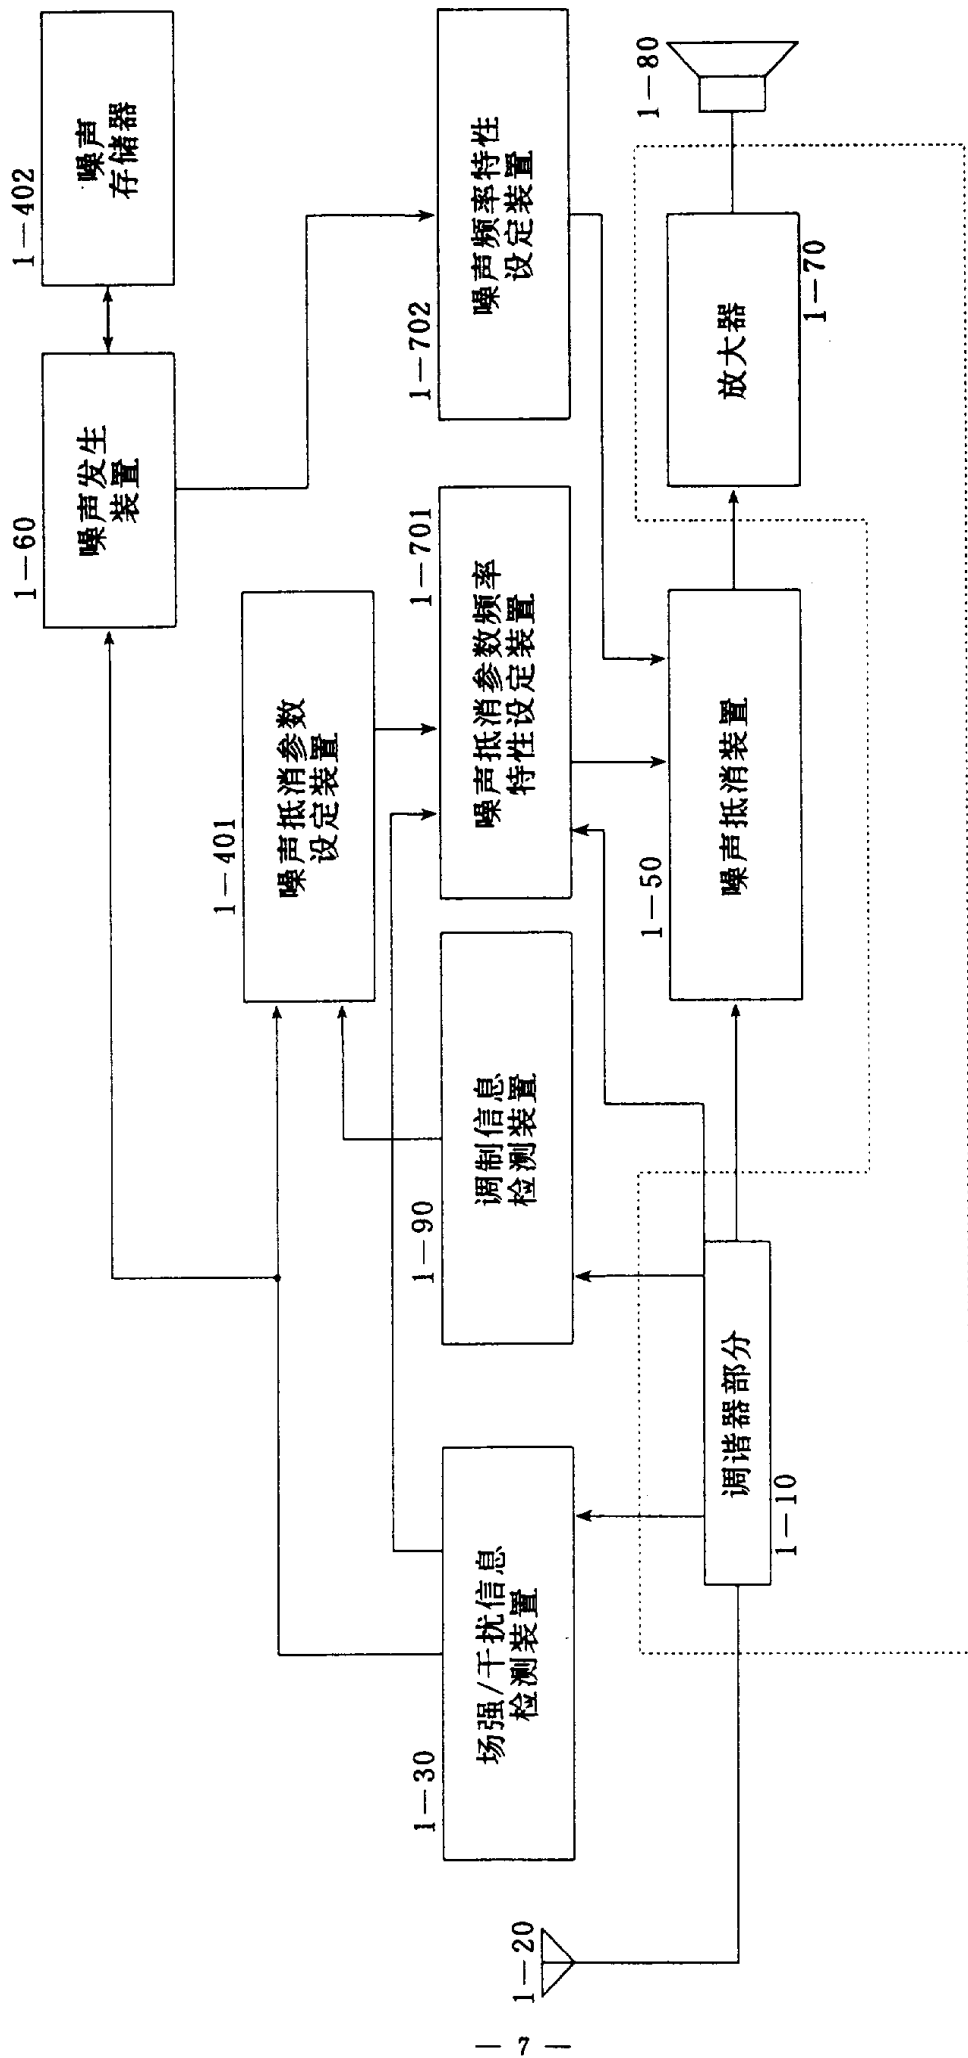 1—402
噪声
存储器
1—60
噪声发生
装置
1—401
噪声抵消参数
设定装置
1—702
噪声频率特性
设定装置
1—701
噪声抵消参数频率
特性设定装置
1—90
调制信息
检测装置
1—30
场强/干扰信息
检测装置
1—80
放大器
1—70
1—50
噪声抵消装置
调谐器部分
1—10
1—20
— 7 —